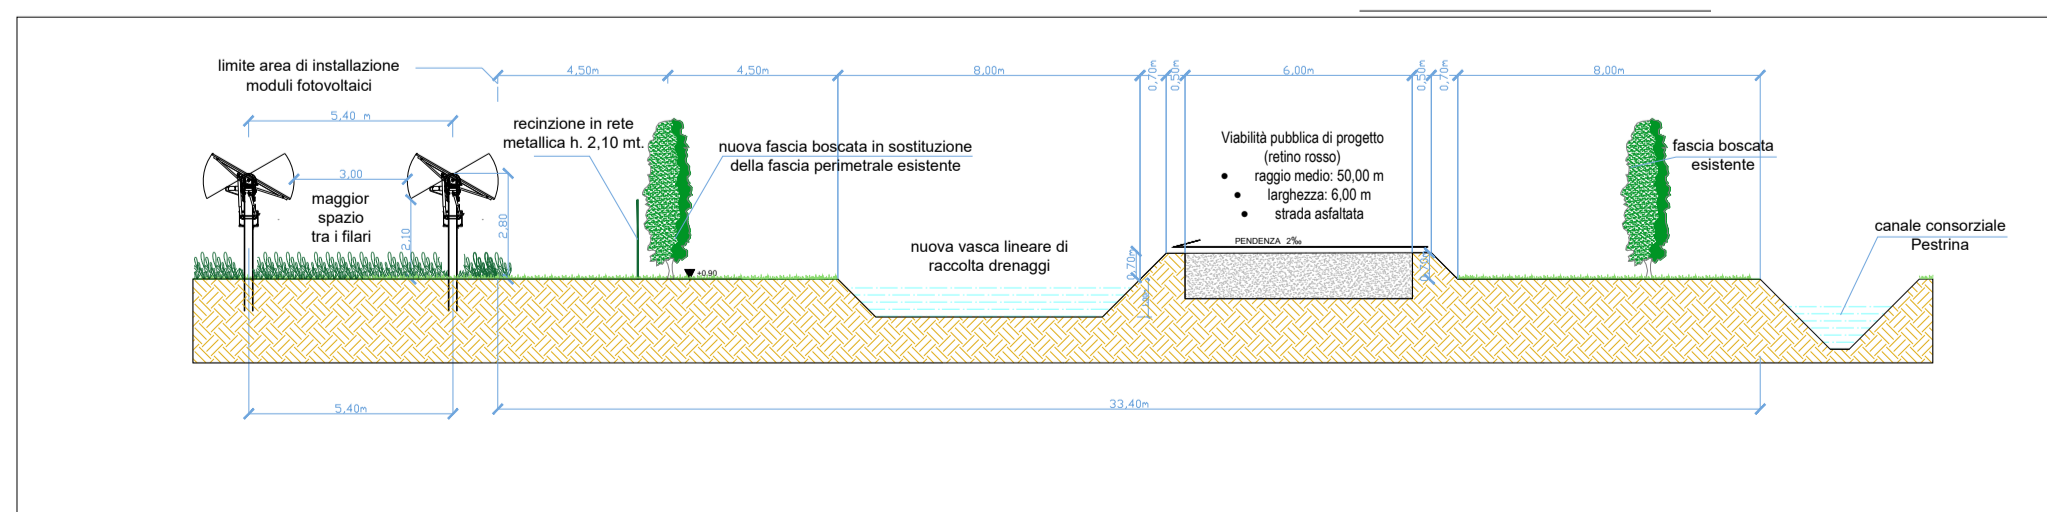 limite area di installazione
moduli fotovoltaici
4,50m
4,50m
8,00m
0,70m
0,50m
6,00m
0,50m
0,70m
8,00m
5,40 m
recinzione in rete
metallica h. 2,10 mt.
nuova fascia boscata in sostituzione
della fascia perimetrale esistente
Viabilità pubblica di progetto
(retino rosso)
• raggio medio: 50,00 m
• larghezza: 6,00 m
• strada asfaltata
fascia boscata
esistente
3,00
maggior
spazio
tra i filari
2,10
2,80
canale consorziale
Pestrina
nuova vasca lineare di
raccolta drenaggi
PENDENZA 2‰
+0.90
0,70m
0,70m
5,40m
33,40m